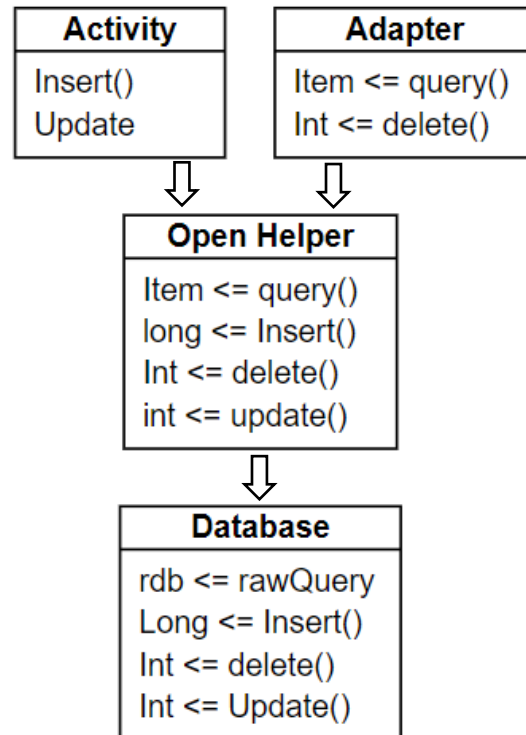 Activity
Insert()
Update
Adapter
Item <= query()
Int <= delete()
Open Helper
Item <= query()
long <= Insert()
Int <= delete()
int <= update()
Database
rdb <= rawQuery
Long <= Insert()
Int <= delete()
Int <= Update()